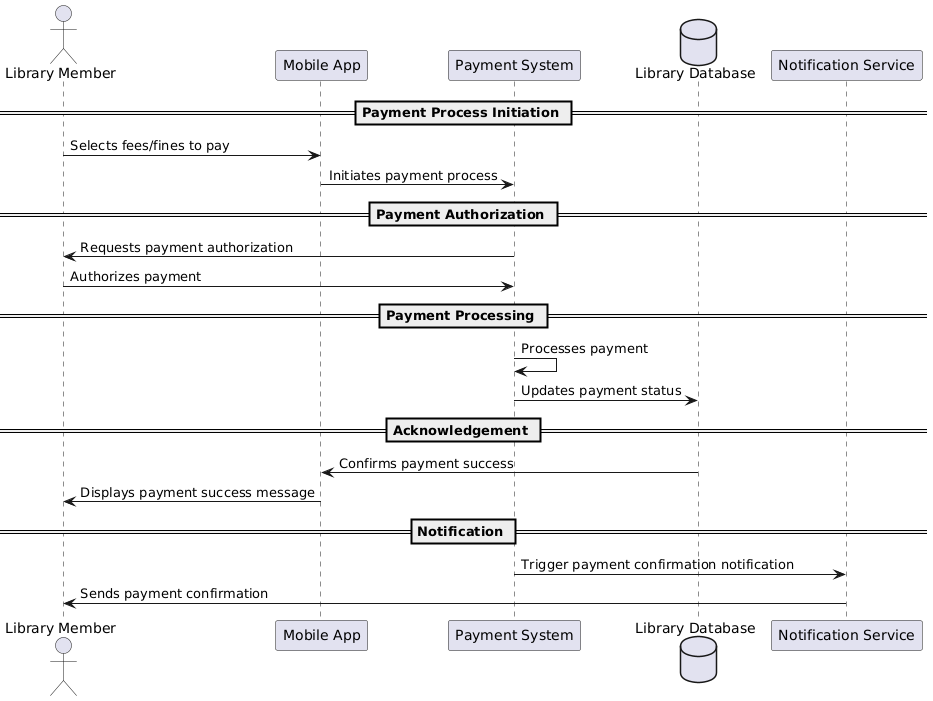 Library Member
Mobile App
Payment System
Library Database
Notification Service
Payment Process Initiation
Selects fees/fines to pay
Initiates payment process
Payment Authorization
Requests payment authorization
Authorizes payment
Payment Processing
Processes payment
Updates payment status
Acknowledgement
Confirms payment success
Displays payment success message
Notification
Trigger payment confirmation notification
Sends payment confirmation
Library Member
Mobile App
Payment System
Library Database
Notification Service